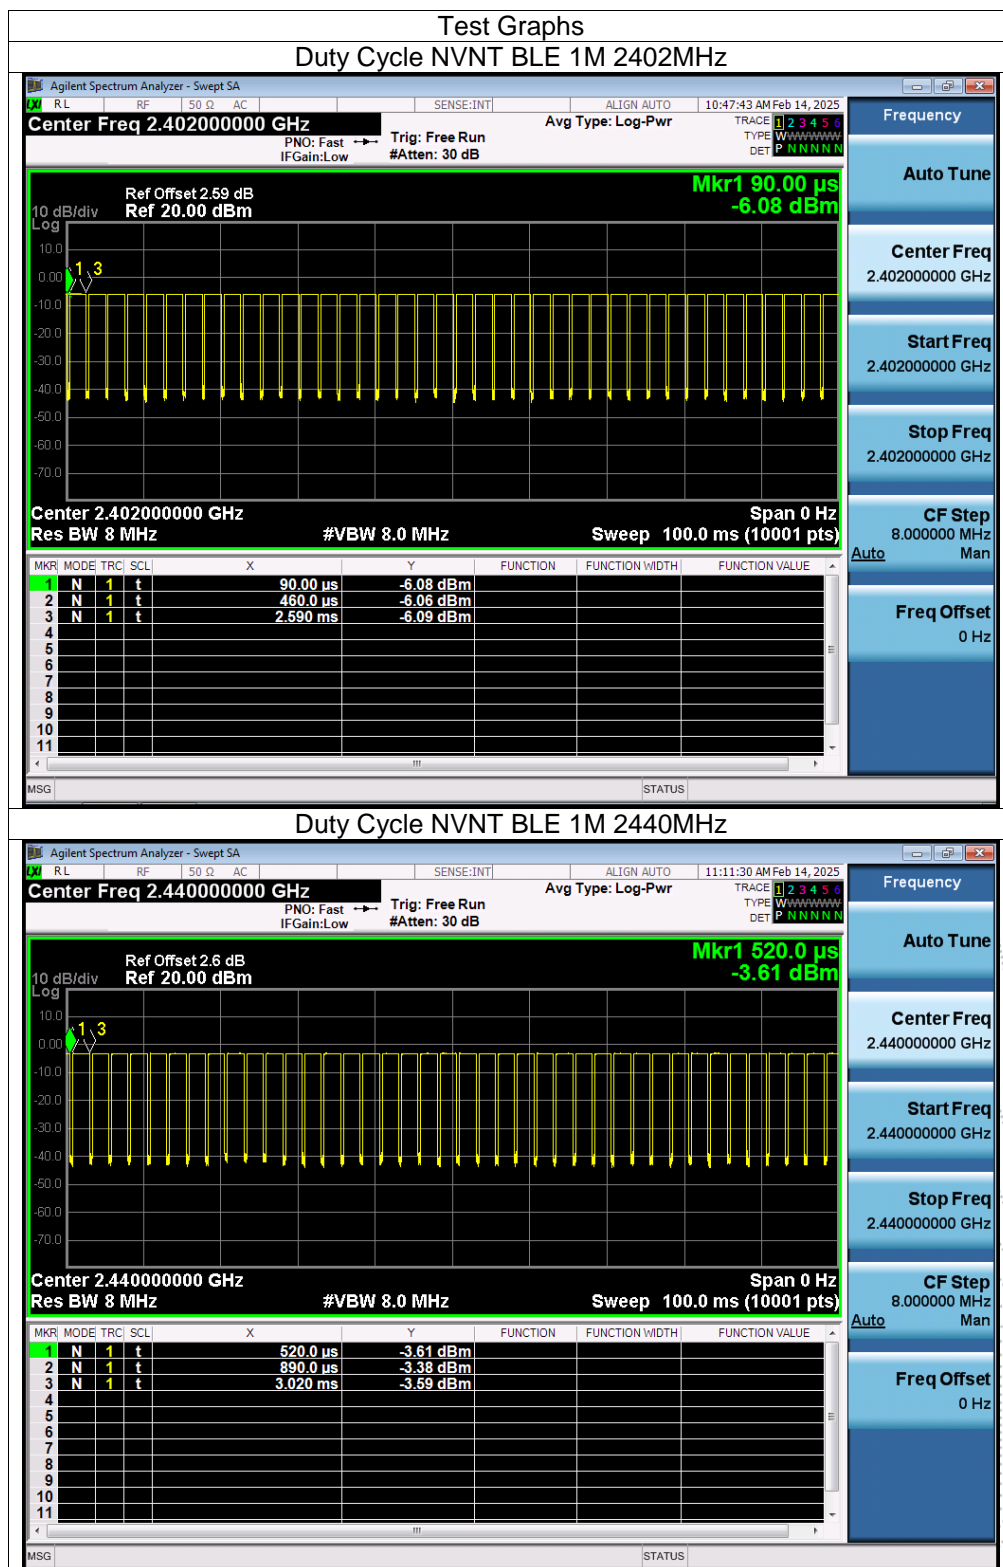 Test Graphs
Duty Cycle NVNT BLE 1M 2402MHz
Agilent Spectrum Analyzer - Swept SA
LXI RL RF 50 Ω AC SENSE:INT ALIGN AUTO 10:47:43 AM Feb 14, 2025
Center Freq 2.402000000 GHz
PNO: Fast
IFGain:Low
Trig: Free Run
#Atten: 30 dB
Avg Type: Log-Pwr
TRACE 1 2 3 4 5 6
TYPE WWWWWW
DET P N N N N N
Frequency
Auto Tune
Center Freq
2.402000000 GHz
Start Freq
2.402000000 GHz
Stop Freq
2.402000000 GHz
CF Step
8.000000 MHz
Auto Man
Freq Offset
0 Hz
Mkr1 90.00 µs
-6.08 dBm
Ref Offset 2.59 dB
10 dB/div Ref 20.00 dBm
Log
10.0
0.00
-10.0
-20.0
-30.0
-40.0
-50.0
-60.0
-70.0
1 3
Center 2.402000000 GHz Span 0 Hz
Res BW 8 MHz #VBW 8.0 MHz Sweep 100.0 ms (10001 pts)
MKR MODE TRC SCL X Y FUNCTION FUNCTION WIDTH FUNCTION VALUE
1 N 1 t 90.00 µs -6.08 dBm
2 N 1 t 460.0 µs -6.06 dBm
3 N 1 t 2.590 ms -6.09 dBm
4
5
6
7
8
9
10
11
MSG STATUS
Duty Cycle NVNT BLE 1M 2440MHz
Agilent Spectrum Analyzer - Swept SA
LXI RL RF 50 Ω AC SENSE:INT ALIGN AUTO 11:11:30 AM Feb 14, 2025
Center Freq 2.440000000 GHz
PNO: Fast
IFGain:Low
Trig: Free Run
#Atten: 30 dB
Avg Type: Log-Pwr
TRACE 1 2 3 4 5 6
TYPE WWWWWW
DET P N N N N N
Frequency
Auto Tune
Center Freq
2.440000000 GHz
Start Freq
2.440000000 GHz
Stop Freq
2.440000000 GHz
CF Step
8.000000 MHz
Auto Man
Freq Offset
0 Hz
Mkr1 520.0 µs
-3.61 dBm
Ref Offset 2.6 dB
10 dB/div Ref 20.00 dBm
Log
10.0
0.00
-10.0
-20.0
-30.0
-40.0
-50.0
-60.0
-70.0
1 3
Center 2.440000000 GHz Span 0 Hz
Res BW 8 MHz #VBW 8.0 MHz Sweep 100.0 ms (10001 pts)
MKR MODE TRC SCL X Y FUNCTION FUNCTION WIDTH FUNCTION VALUE
1 N 1 t 520.0 µs -3.61 dBm
2 N 1 t 890.0 µs -3.38 dBm
3 N 1 t 3.020 ms -3.59 dBm
4
5
6
7
8
9
10
11
MSG STATUS